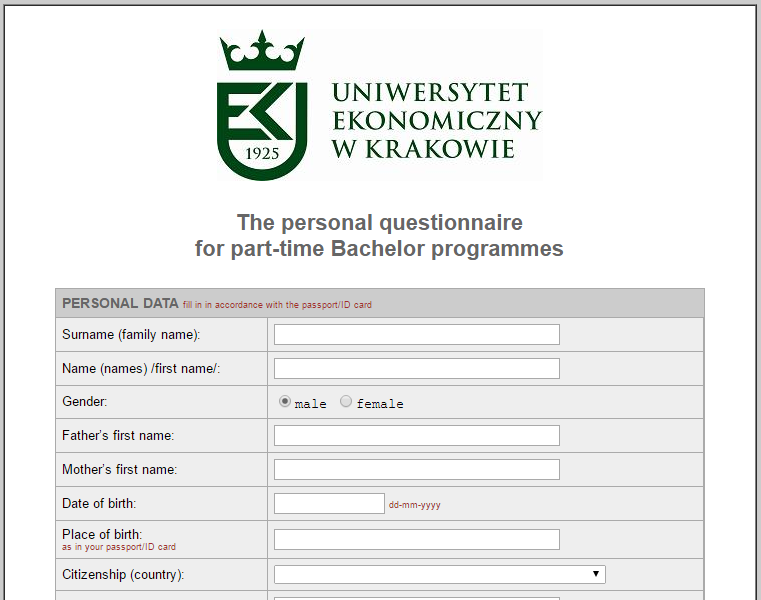 UNIWERSYTET
EKONOMICZNY
W KRAKOWIE
EK
1925
The personal questionnaire
for part-time Bachelor programmes
PERSONAL DATA fill in in accordance with the passport/ID card
Surname (family name):
Name (names) /first name/:
Gender: male female
Father's first name:
Mother's first name:
Date of birth: dd-mm-yyyy
Place of birth:
as in your passport/ID card
Citizenship (country):